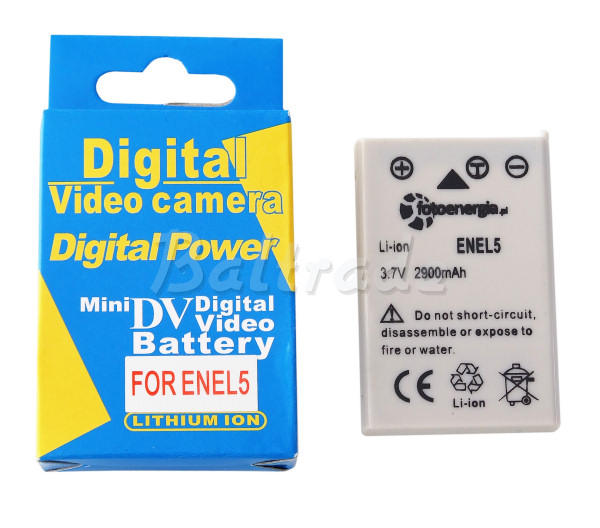 Digital
Video camera
Digital Power
Mini DV Digital Video
Battery
FOR ENEL5
LITHIUM ION
+ T -
fotoenergia.pl
Li-ion ENEL5
3.7V 2900mAh
Do not short-circuit,
disassemble or expose to
fire or water.
CE
Li-ion
Baltrade